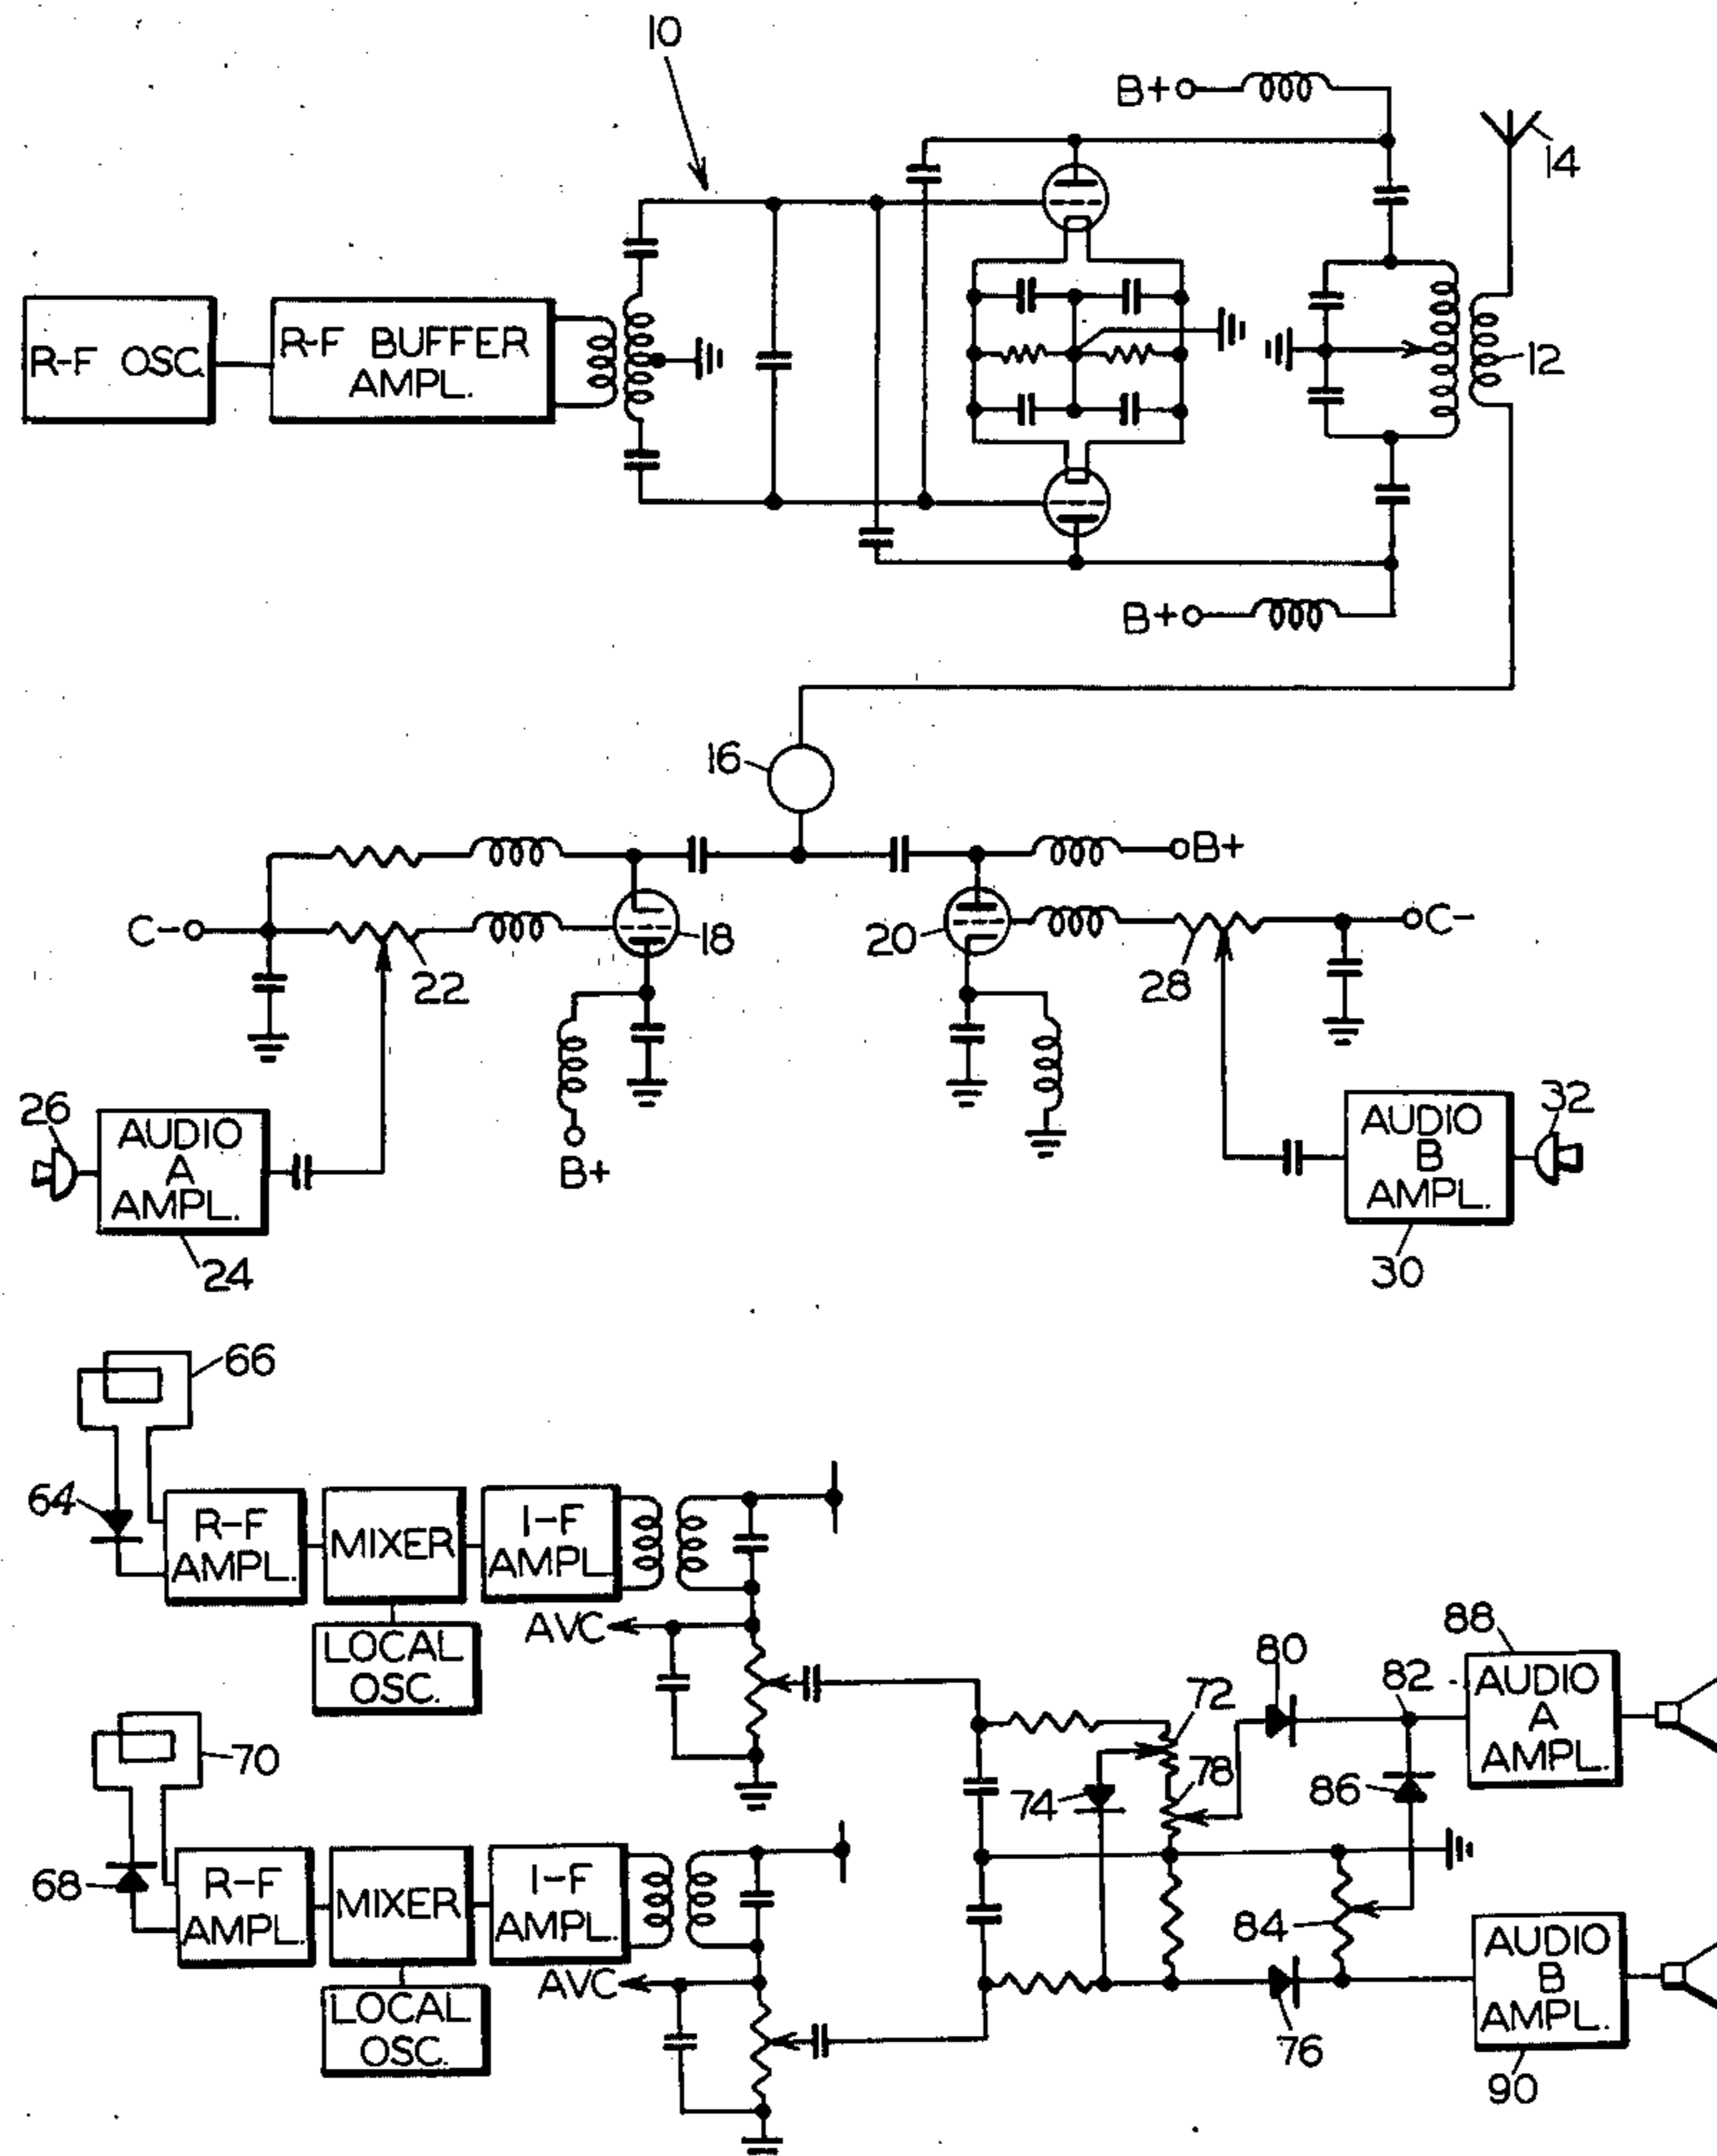 10
B+
14
R-F OSC.
R-F BUFFER
AMPL.
12
B+
16
B+
C-
18
20
C-
22
28
26
AUDIO
A
AMPL.
B+
AUDIO
B
AMPL.
32
24
30
66
64
R-F
AMPL.
MIXER
I-F
AMPL.
AVC
LOCAL
OSC.
88
80
82
AUDIO
A
AMPL.
72
70
78
74
86
68
R-F
AMPL.
MIXER
I-F
AMPL.
84
AUDIO
B
AMPL.
AVC
LOCAL
OSC.
76
90